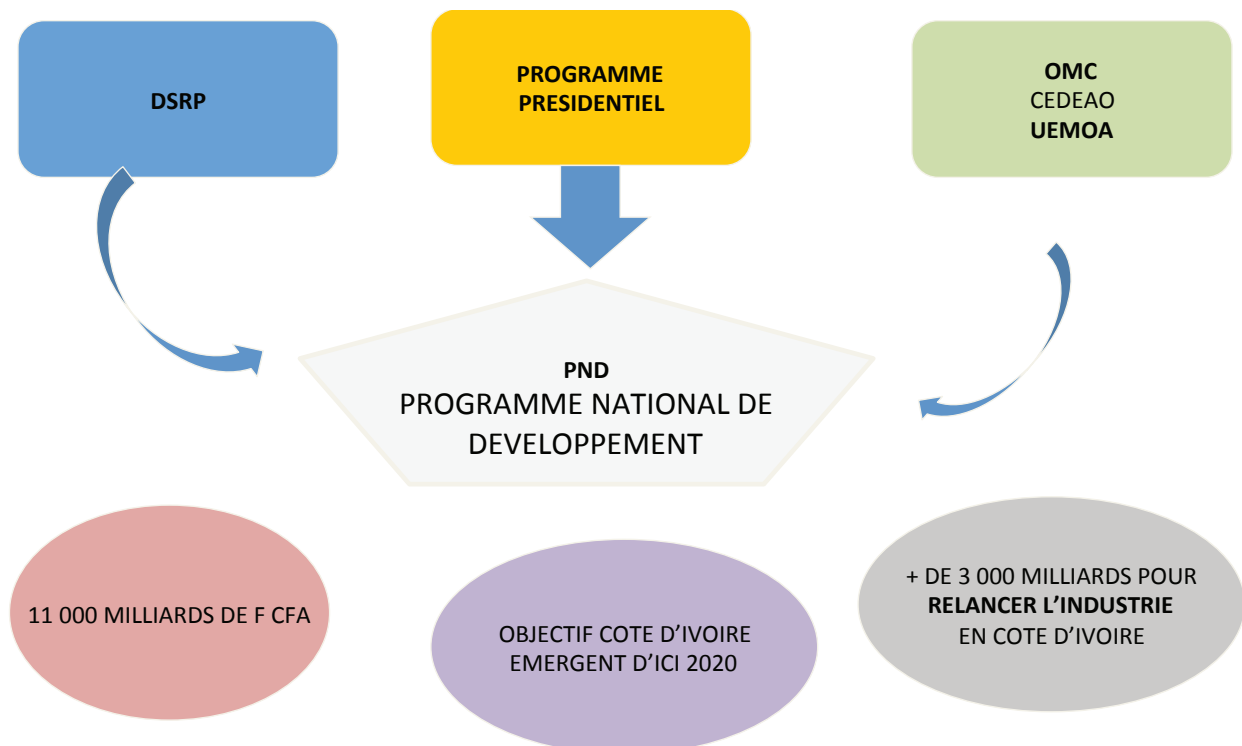 DSRP
PROGRAMME
PRESIDENTIEL
OMC
CEDEAO
UEMOA
PND
PROGRAMME NATIONAL DE
DEVELOPPEMENT
11 000 MILLIARDS DE F CFA
OBJECTIF COTE D’IVOIRE
EMERGENT D’ICI 2020
+ DE 3 000 MILLIARDS POUR
RELANCER L’INDUSTRIE
EN COTE D’IVOIRE